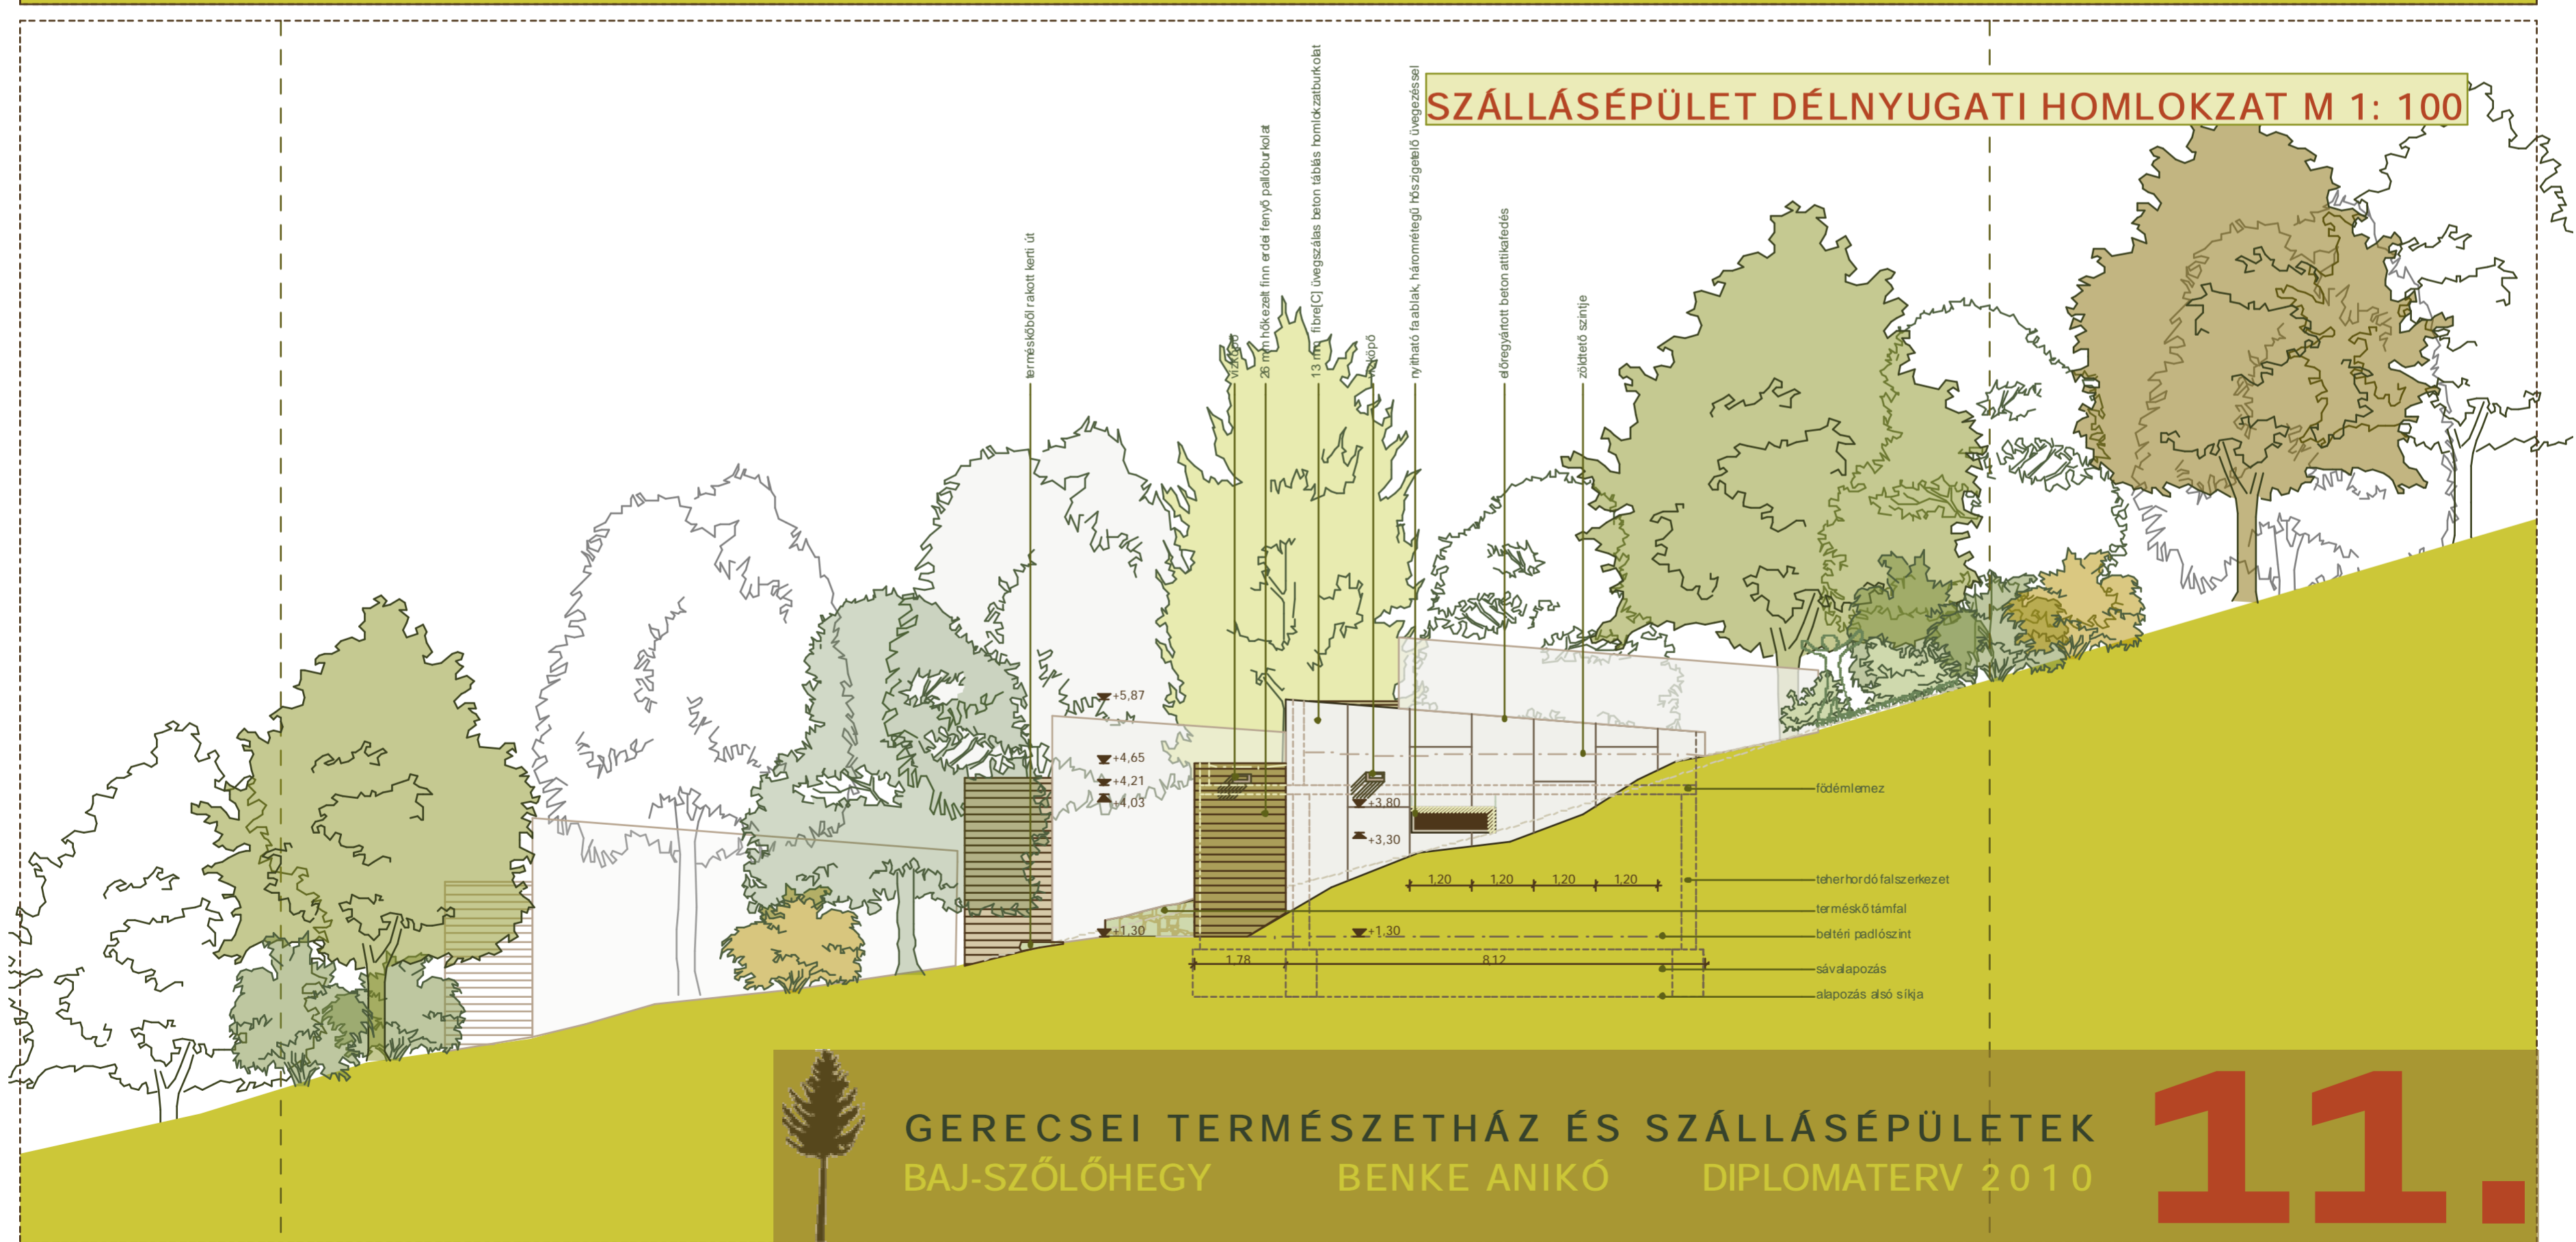 SZÁLLÁSÉPÜLET DÉLNYUGATI HOMLOKZAT M 1: 100
terméskőből rakott kerti út
vízköpő
26 mm hőkezelt finn erdei fenyő pallóburkolat
13 mm fibre[C] üvegszálas beton táblás homlokzatburkolat
vízköpő
nyitható faablak, háromrétegű hőszigetelő üvegezéssel
előregyártott beton attikafedés
zöldtető szintje
+5,87
+4,65
+4,21
+4,03
+3,80
+3,30
födémlemez
1,20 1,20 1,20 1,20
teherhordó falszerkezet
terméskő támfal
+1,30
+1,30
beltéri padlószint
1,78
8,12
sávalapozás
alapozás alsó síkja
GERECSEI TERMÉSZETHÁZ ÉS SZÁLLÁSÉPÜLETEK
BAJ-SZŐLŐHEGY BENKE ANIKÓ DIPLOMATERV 2010
11.